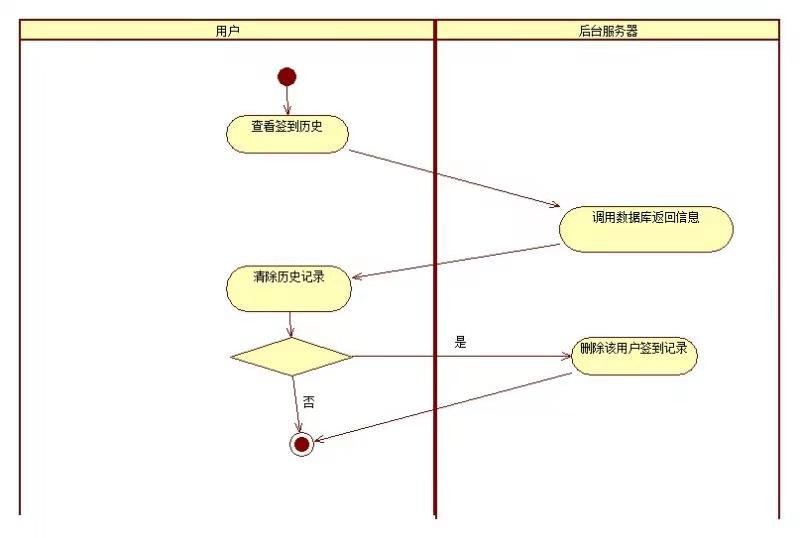 用户
后台服务器
查看签到历史
调用数据库返回信息
清除历史记录
是
删除该用户签到记录
否